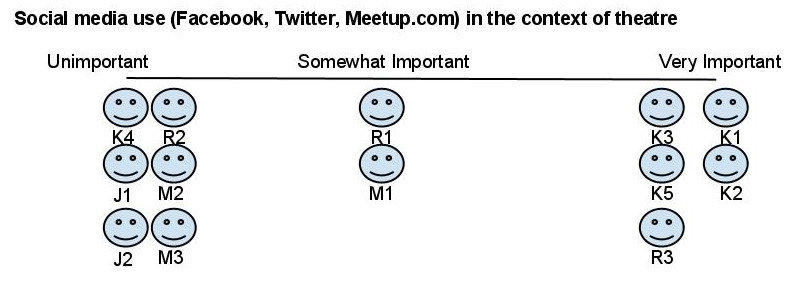 Social media use (Facebook, Twitter, Meetup.com) in the context of theatre
Unimportant Somewhat Important Very Important
K4 R2 R1 K3 K1
J1 M2 M1 K5 K2
J2 M3 R3